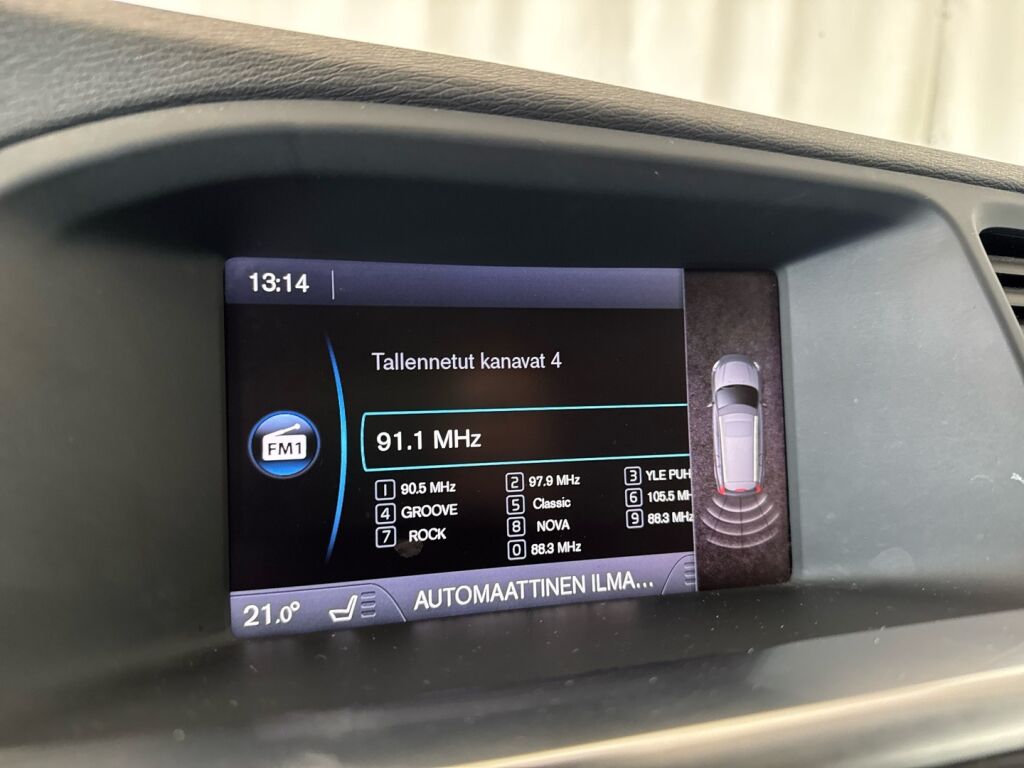 13:14
Tallennetut kanavat 4
FM1
91.1 MHz
1 90.5 MHz 2 97.9 MHz 3 YLE PUH
4 GROOVE 5 Classic 6 105.5 MH
7 ROCK 8 NOVA 9 88.3 MHz
0 88.3 MHz
21.0° AUTOMAATTINEN ILMA...